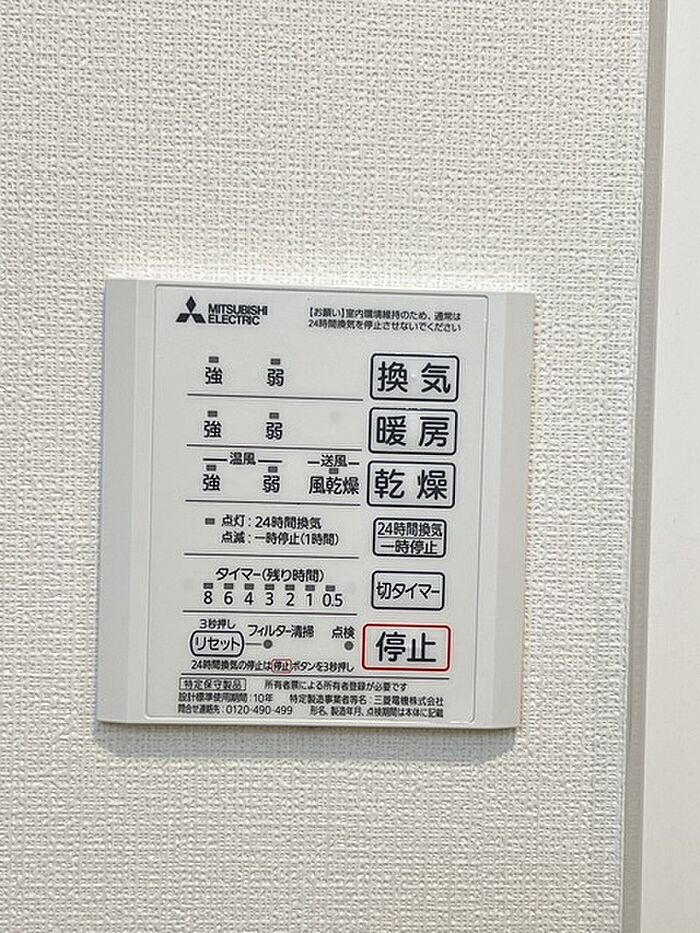 MITSUBISHI
ELECTRIC
【お願い】室内環境維持のため、通常は
24時間換気を停止させないでください
強 弱 換気
強 弱 暖房
温風 送風
強 弱 風乾燥 乾燥
点灯：24時間換気
点滅：一時停止(1時間)
24時間換気
一時停止
タイマー(残り時間)
8 6 4 3 2 1 0.5
切タイマー
3秒押し
リセット フィルター清掃 点検
停止
24時間換気の停止は停止ボタンを3秒押し
特定保守製品 所有者票による所有者登録が必要です
設計標準使用期間：10年 特定製造事業者等名：三菱電機株式会社
問合せ連絡先：0120-490-499 形名、製造年月、点検期間は本体に記載